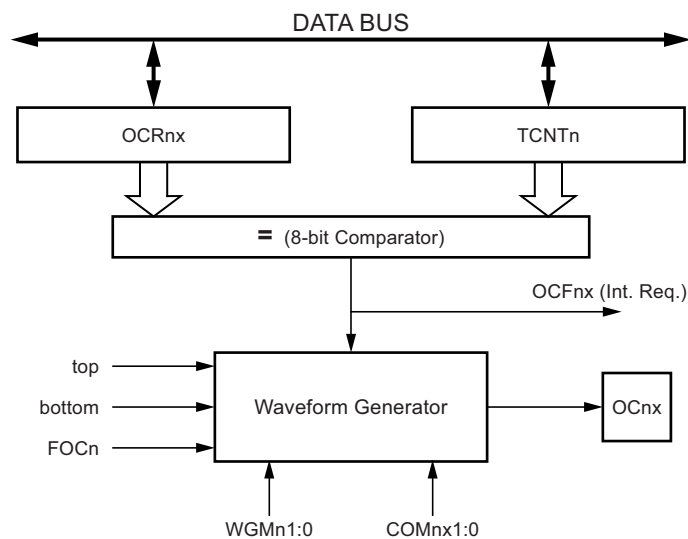 DATA BUS
OCRnx
TCNTn
= (8-bit Comparator)
OCFnx (Int. Req.)
top
bottom
FOCn
Waveform Generator
OCnx
WGMn1:0
COMnx1:0